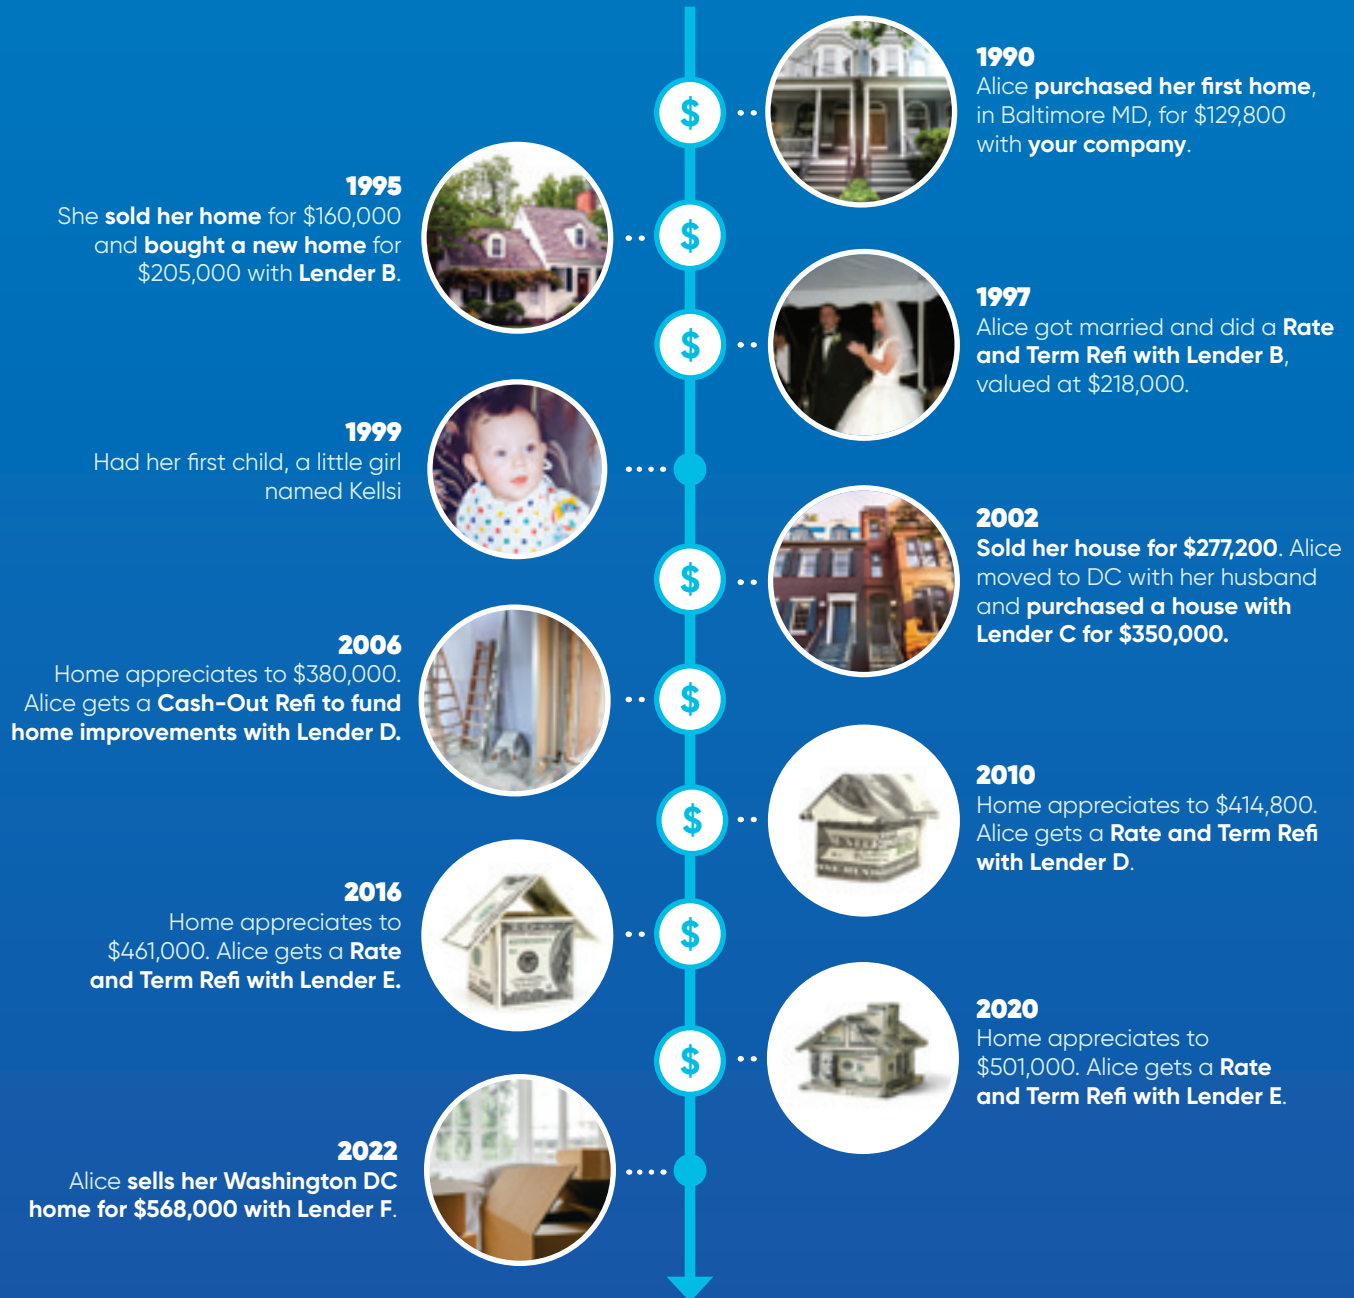 1990
Alice purchased her first home,
in Baltimore MD, for $129,800
with your company.
1995
She sold her home for $160,000
and bought a new home for
$205,000 with Lender B.
1997
Alice got married and did a Rate
and Term Refi with Lender B,
valued at $218,000.
1999
Had her first child, a little girl
named Kellsi
2002
Sold her house for $277,200. Alice
moved to DC with her husband
and purchased a house with
Lender C for $350,000.
2006
Home appreciates to $380,000.
Alice gets a Cash-Out Refi to fund
home improvements with Lender D.
2010
Home appreciates to $414,800.
Alice gets a Rate and Term Refi
with Lender D.
2016
Home appreciates to
$461,000. Alice gets a Rate
and Term Refi with Lender E.
2020
Home appreciates to
$501,000. Alice gets a Rate
and Term Refi with Lender E.
2022
Alice sells her Washington DC
home for $568,000 with Lender F.
$
$
$
$
$
$
$
$